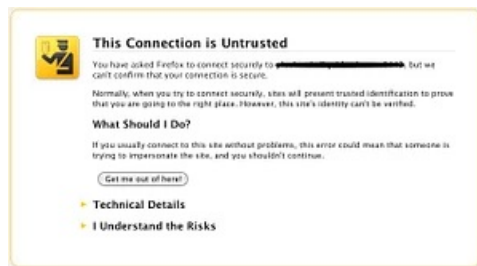 This Connection is Untrusted
You have asked Firefox to connect securely to , but we
can't confirm that your connection is secure.
Normally, when you try to connect securely, sites will present trusted identification to prove
that you are going to the right place. However, this site's identity can't be verified.
What Should I Do?
If you usually connect to this site without problems, this error could mean that someone is
trying to impersonate the site, and you shouldn't continue.
Get me out of here!
Technical Details
I Understand the Risks